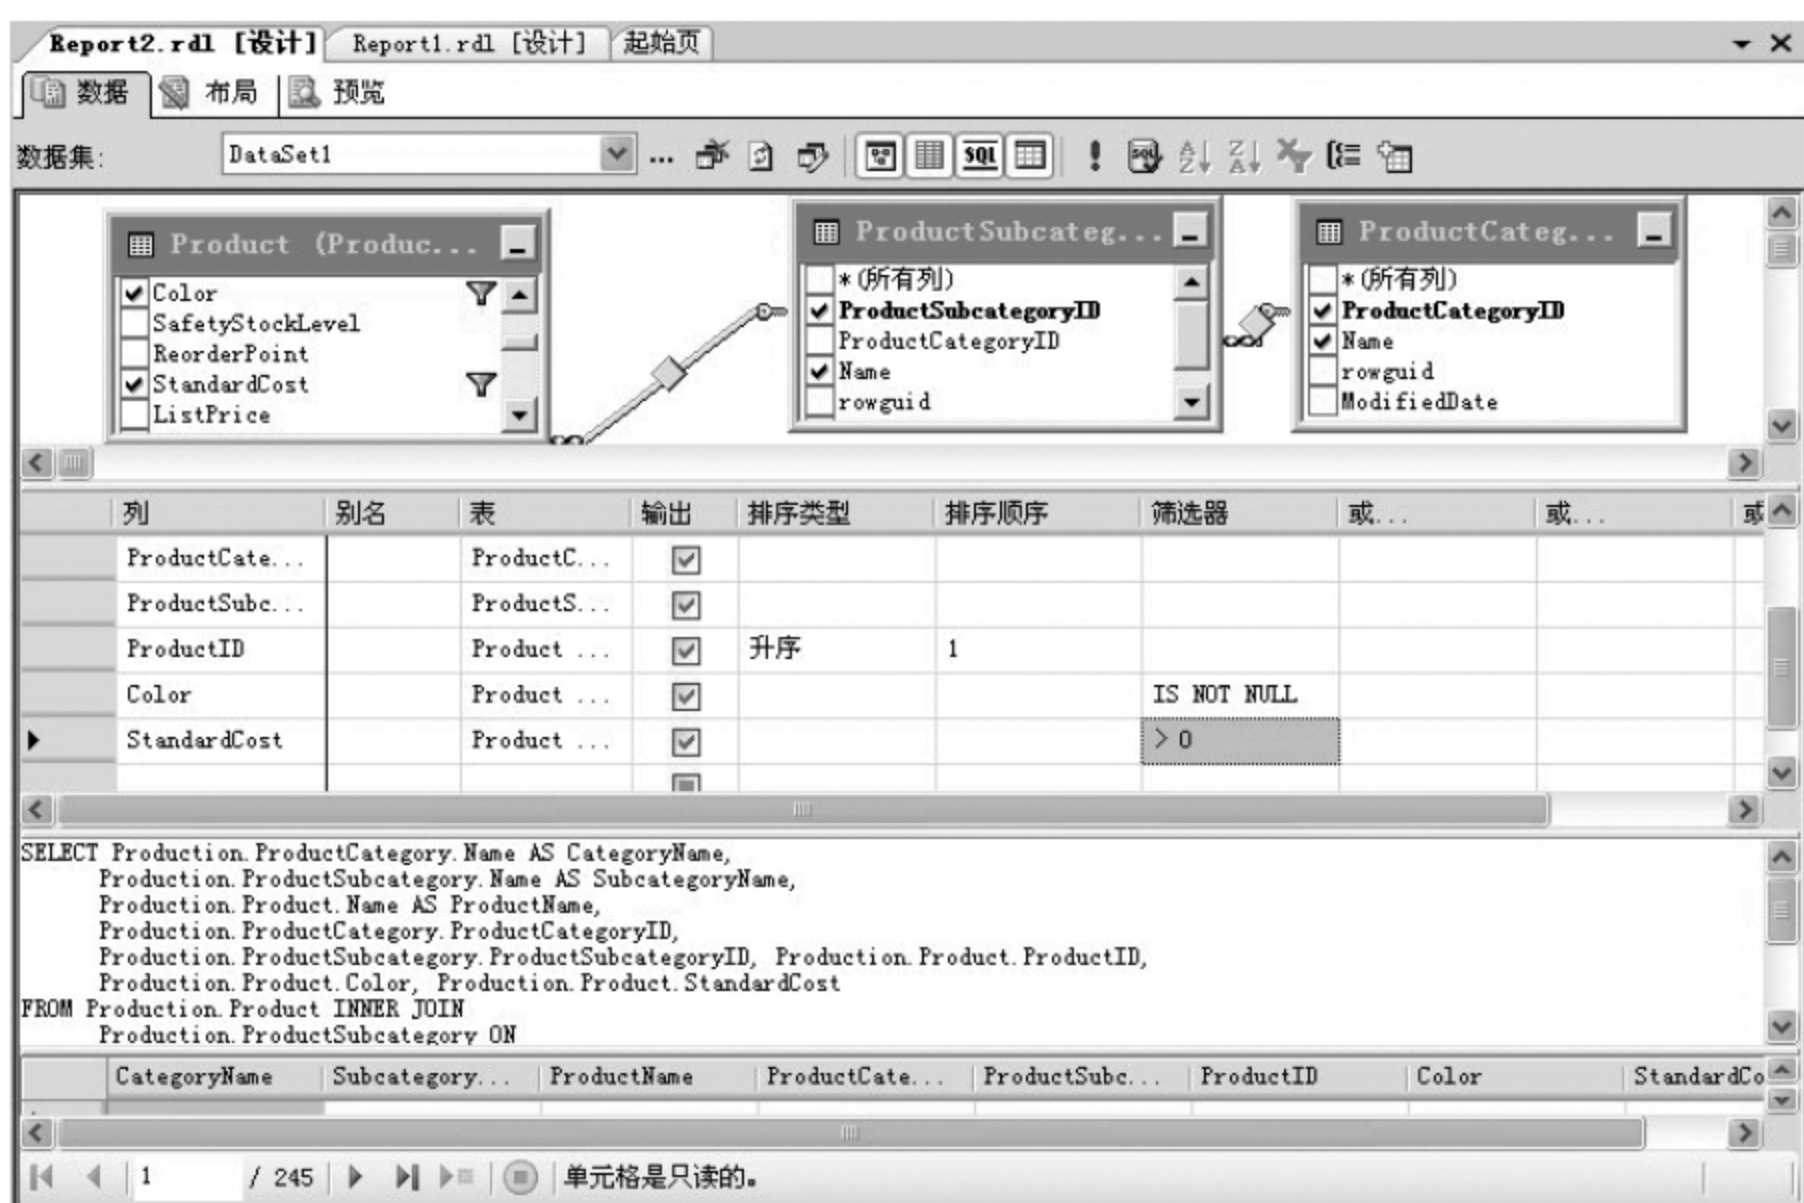 Report2.rdl [设计] Report1.rdl [设计] 起始页
数据 布局 预览
数据集: DataSet1 ... SQL
Product (Produc... ProductSubcateg... ProductCateg...
Color
SafetyStockLevel
ReorderPoint
StandardCost
ListPrice
*(所有列)
ProductSubcategoryID
ProductCategoryID
Name
rowguid
*(所有列)
ProductCategoryID
Name
rowguid
ModifiedDate
列 别名 表 输出 排序类型 排序顺序 筛选器 或... 或... 或
ProductCate... ProductC...
ProductSubc... ProductS...
ProductID Product ... 升序 1
Color Product ... IS NOT NULL
StandardCost Product ... > 0
SELECT Production.ProductCategory.Name AS CategoryName,
Production.ProductSubcategory.Name AS SubcategoryName,
Production.Product.Name AS ProductName,
Production.ProductCategory.ProductCategoryID,
Production.ProductSubcategory.ProductSubcategoryID, Production.Product.ProductID,
Production.Product.Color, Production.Product.StandardCost
FROM Production.Product INNER JOIN
Production.ProductSubcategory ON
CategoryName Subcategory... ProductName ProductCate... ProductSubc... ProductID Color StandardCo
1 / 245 单元格是只读的。